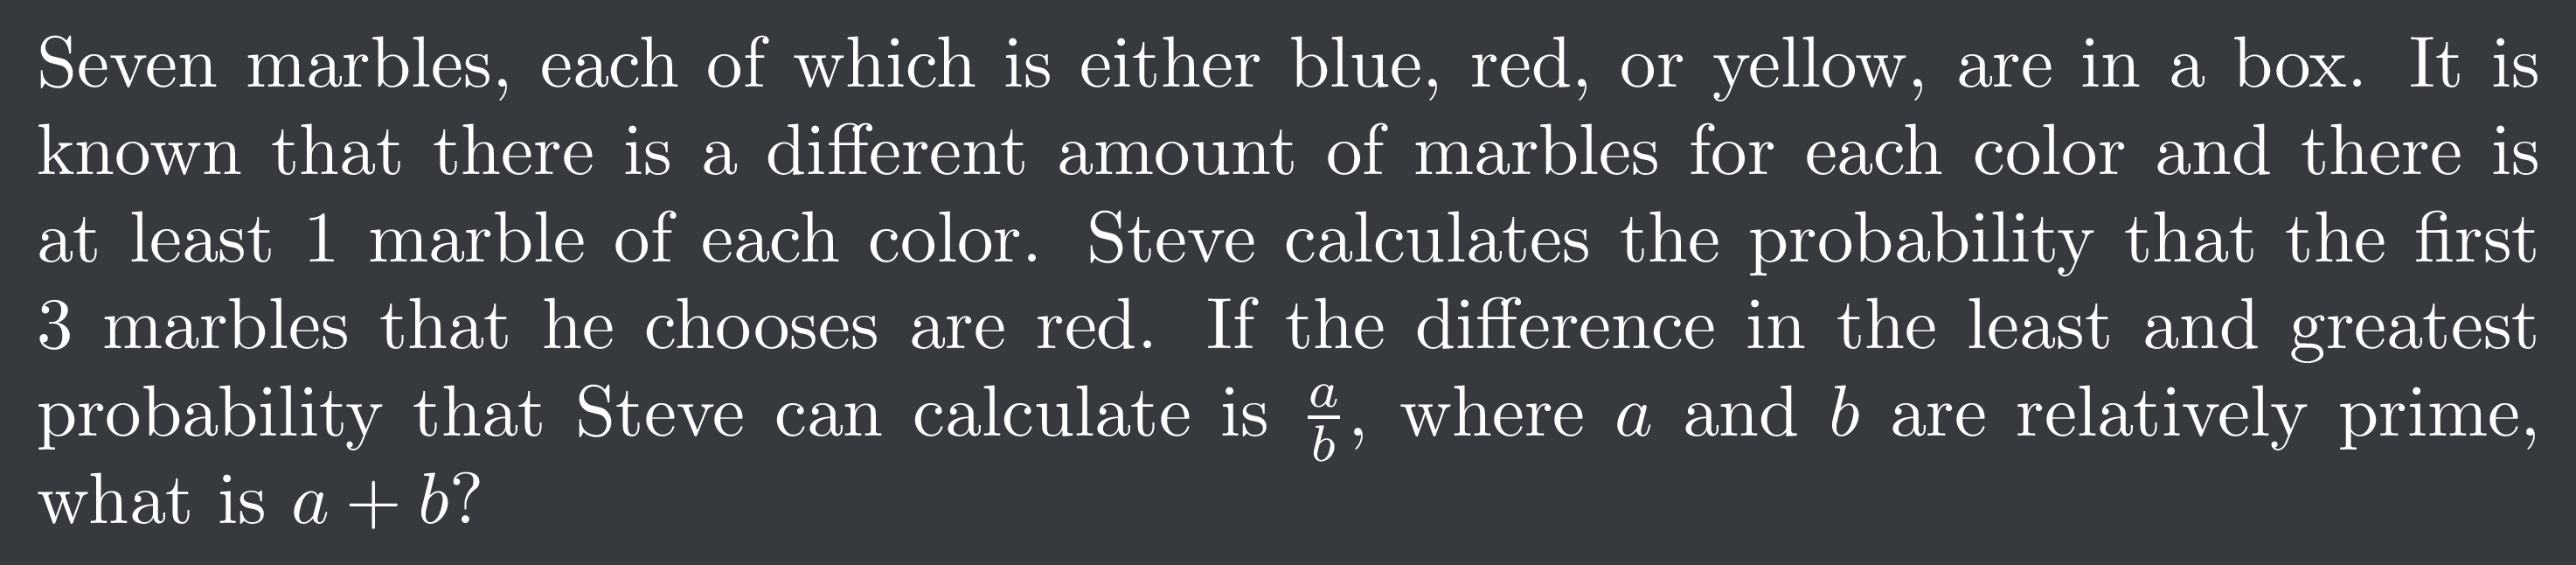 Seven marbles, each of which is either blue, red, or yellow, are in a box. It is
known that there is a different amount of marbles for each color and there is
at least 1 marble of each color. Steve calculates the probability that the first
3 marbles that he chooses are red. If the difference in the least and greatest
probability that Steve can calculate is $\frac{a}{b}$, where $a$ and $b$ are relatively prime,
what is $a + b$?